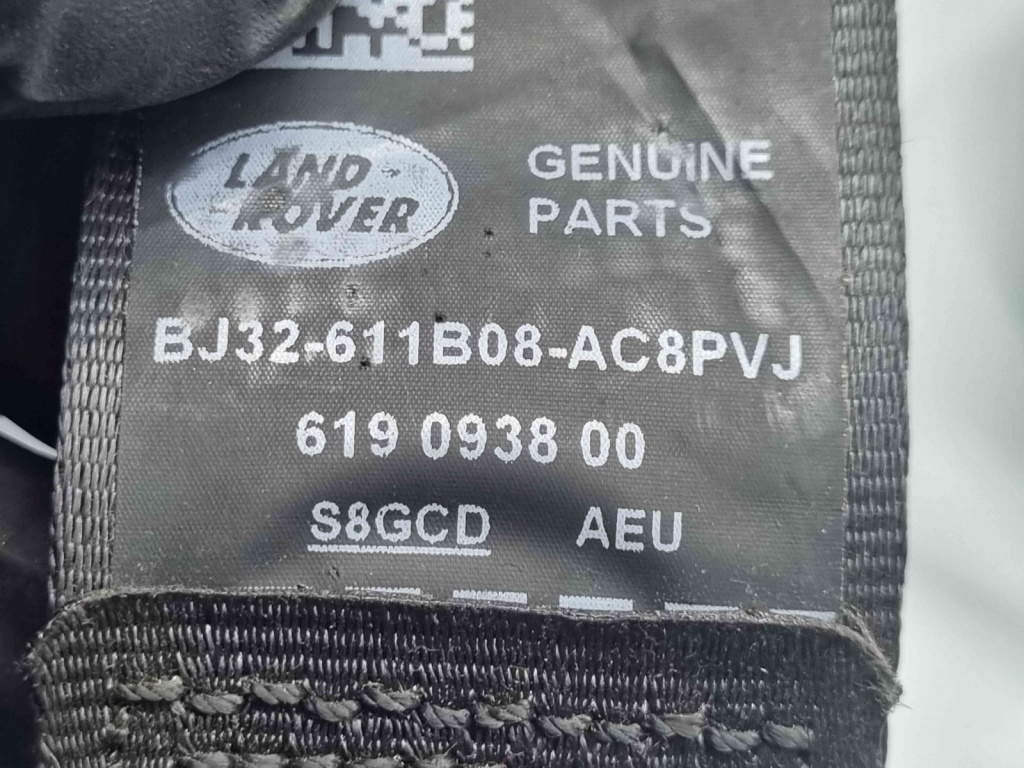 LAND
ROVER
GENUINE
PARTS
BJ32-611B08-AC8PVJ
619 0938 00
S8GCD AEU